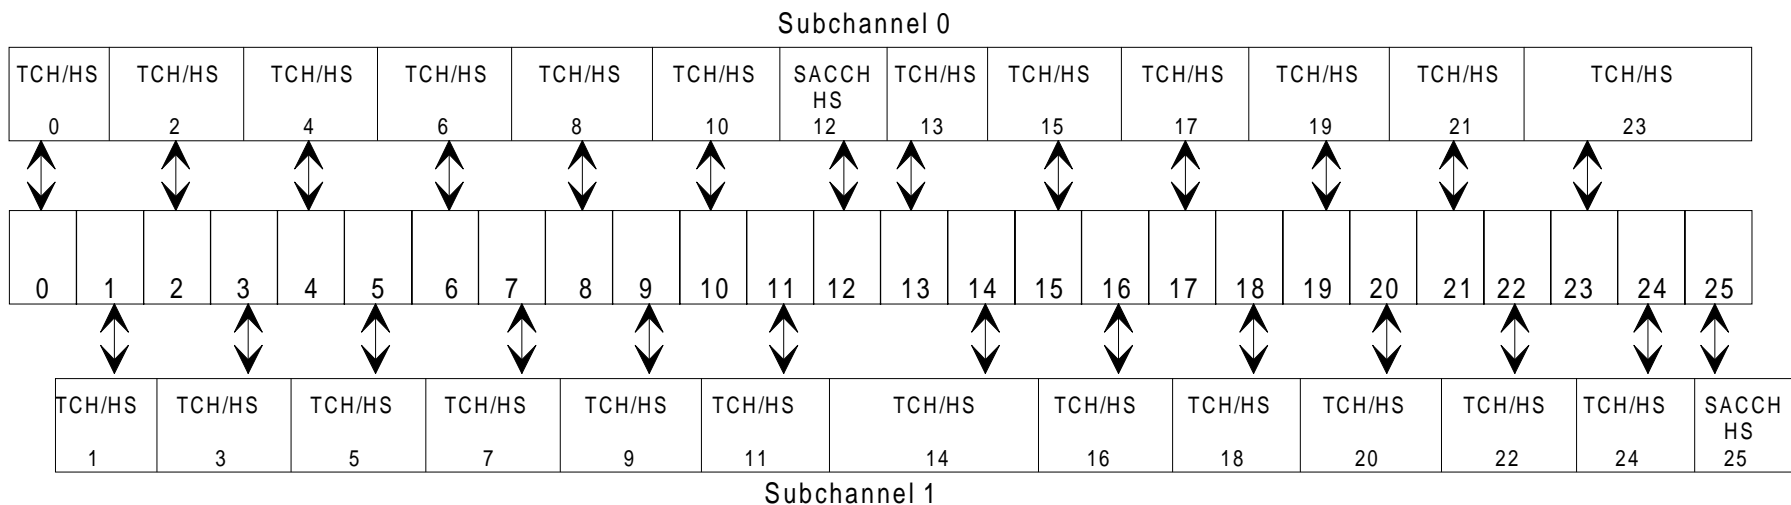 Subchannel 0
TCH/HS TCH/HS TCH/HS TCH/HS TCH/HS TCH/HS SACCH TCH/HS TCH/HS TCH/HS TCH/HS TCH/HS TCH/HS
HS
0 2 4 6 8 10 12 13 15 17 19 21 23
0 1 2 3 4 5 6 7 8 9 10 11 12 13 14 15 16 17 18 19 20 21 22 23 24 25
TCH/HS TCH/HS TCH/HS TCH/HS TCH/HS TCH/HS TCH/HS TCH/HS TCH/HS TCH/HS TCH/HS TCH/HS SACCH
HS
1 3 5 7 9 11 14 16 18 20 22 24 25
Subchannel 1